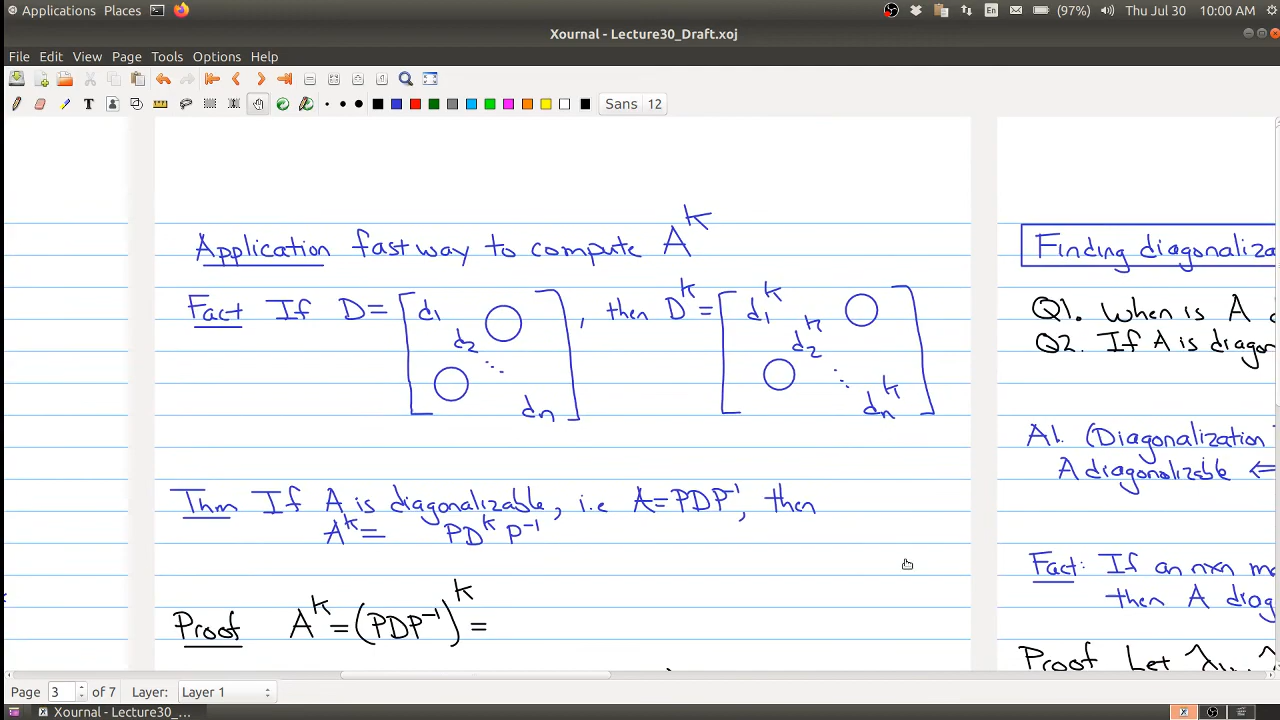 Applications Places En (97%) Thu Jul 30 10:00 AM
Xournal - Lecture30_Draft.xoj
File Edit View Page Tools Options Help
Sans 12
Application fast way to compute A^k
Fact If D = [d1 d2 ⋱ dn], then D^k = [d1^k d2^k ⋱ dn^k]
Thm If A is diagonalizable, i.e A=PDP^-1, then
A^k = PD^k P^-1
Proof A^k = (PDP^-1)^k =
Finding diagonaliza
Q1. When is A
Q2. If A is diagon
A1. (Diagonalization
A diagonalizable ⇐
Fact: If an nxn m
then A diag
Proof Let λ1,
Page 3 of 7 Layer: Layer 1
Xournal - Lecture30_...